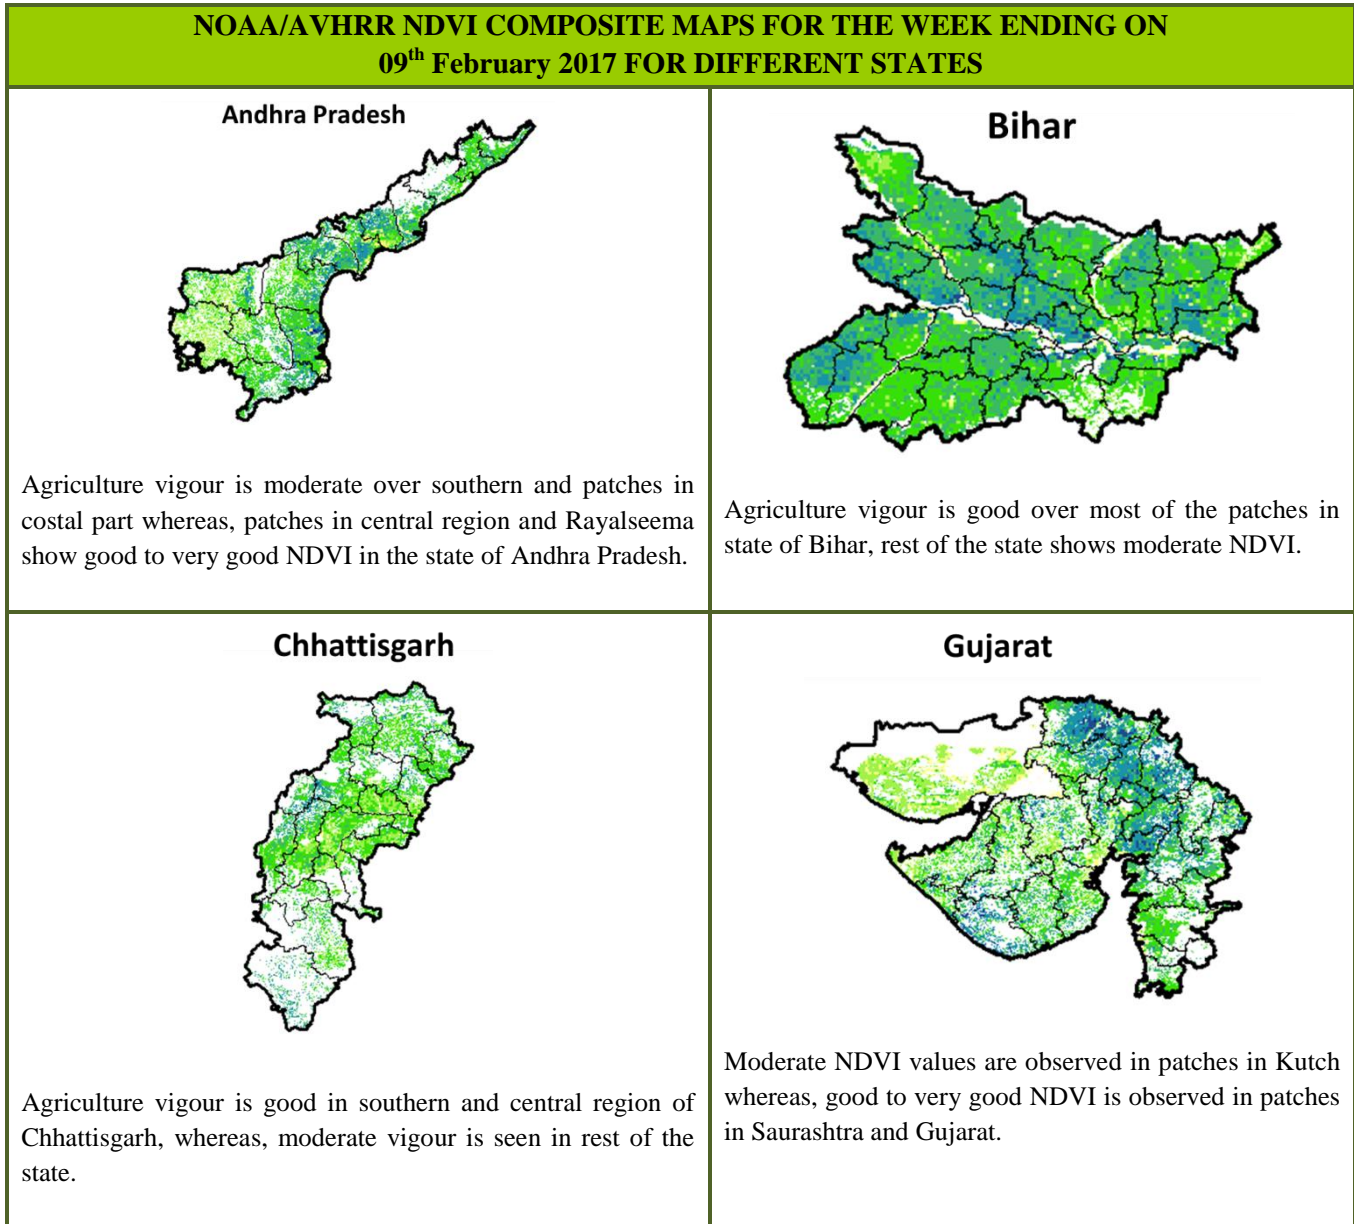 NOAA/AVHRR NDVI COMPOSITE MAPS FOR THE WEEK ENDING ON
09th February 2017 FOR DIFFERENT STATES
Andhra Pradesh
Agriculture vigour is moderate over southern and patches in
costal part whereas, patches in central region and Rayalseema
show good to very good NDVI in the state of Andhra Pradesh.
Bihar
Agriculture vigour is good over most of the patches in
state of Bihar, rest of the state shows moderate NDVI.
Chhattisgarh
Agriculture vigour is good in southern and central region of
Chhattisgarh, whereas, moderate vigour is seen in rest of the
state.
Gujarat
Moderate NDVI values are observed in patches in Kutch
whereas, good to very good NDVI is observed in patches
in Saurashtra and Gujarat.